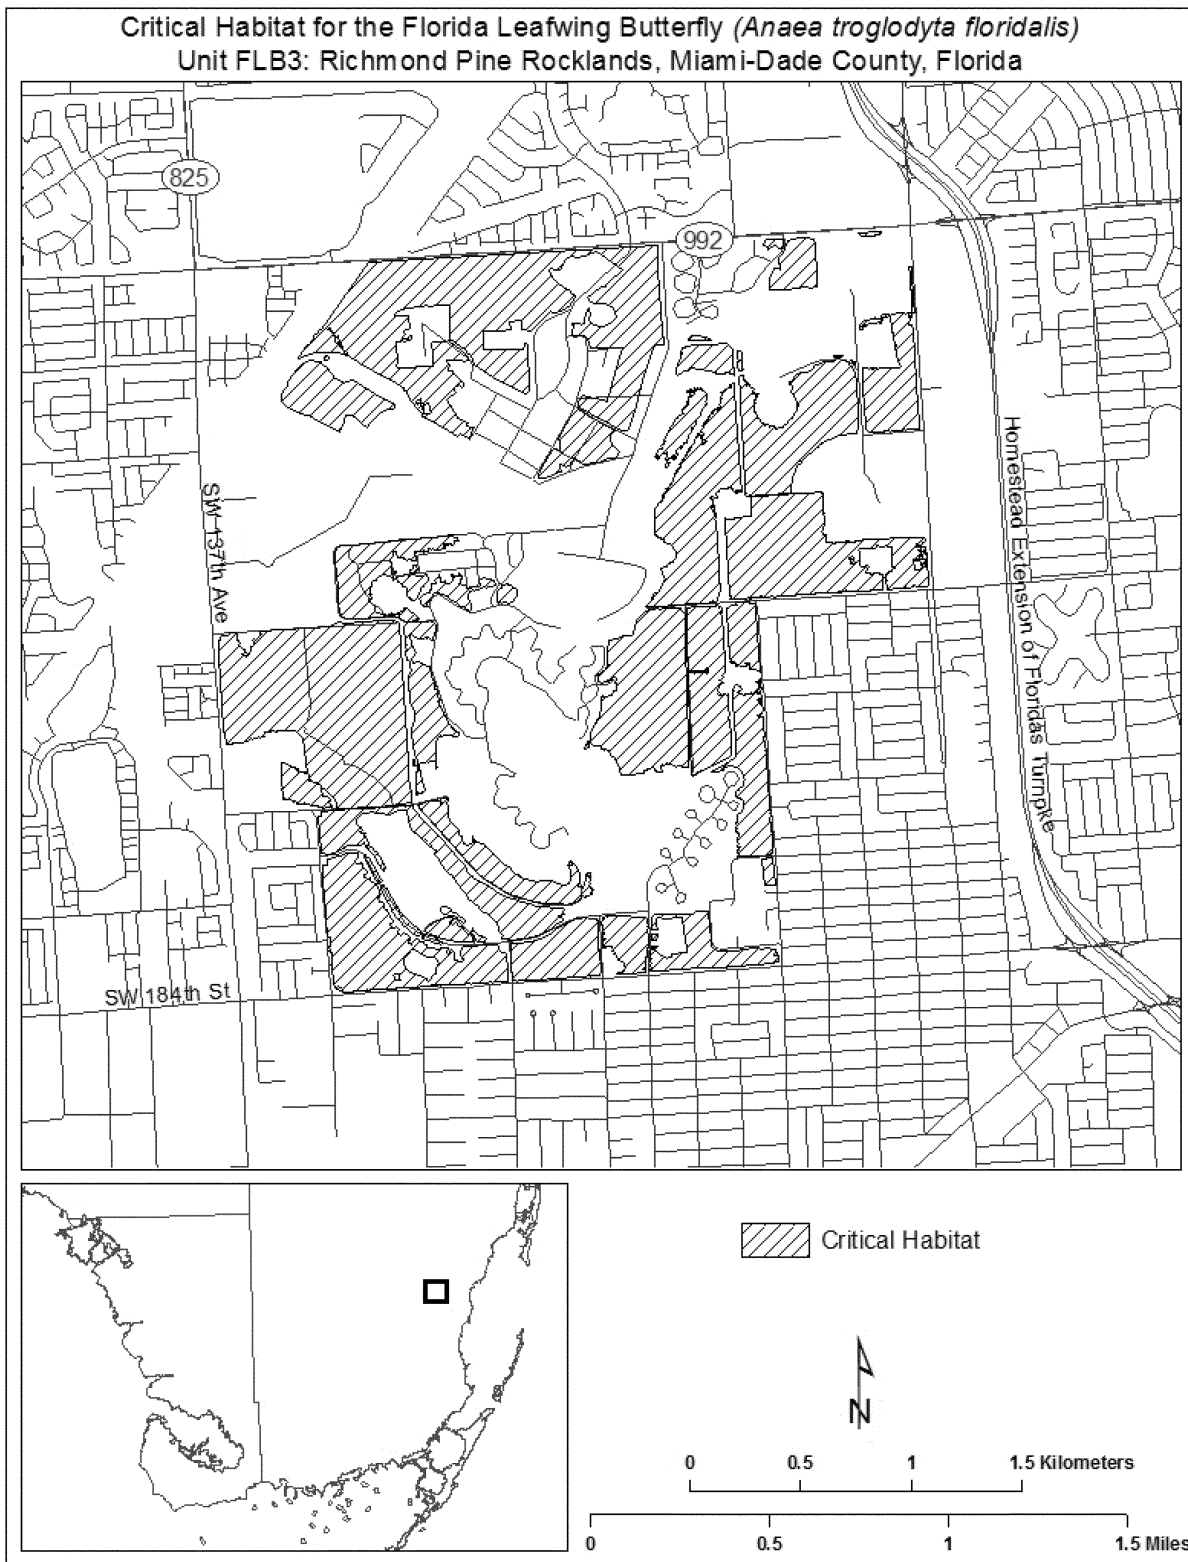 Critical Habitat for the Florida Leafwing Butterfly (Anaea troglodyta floridalis)
Unit FLB3: Richmond Pine Rocklands, Miami-Dade County, Florida
825
992
Homestead Extension of Floridas Turnpke
SW 137th Ave
SW 184th St
Critical Habitat
N
0 0.5 1 1.5 Kilometers
0 0.5 1 1.5 Miles